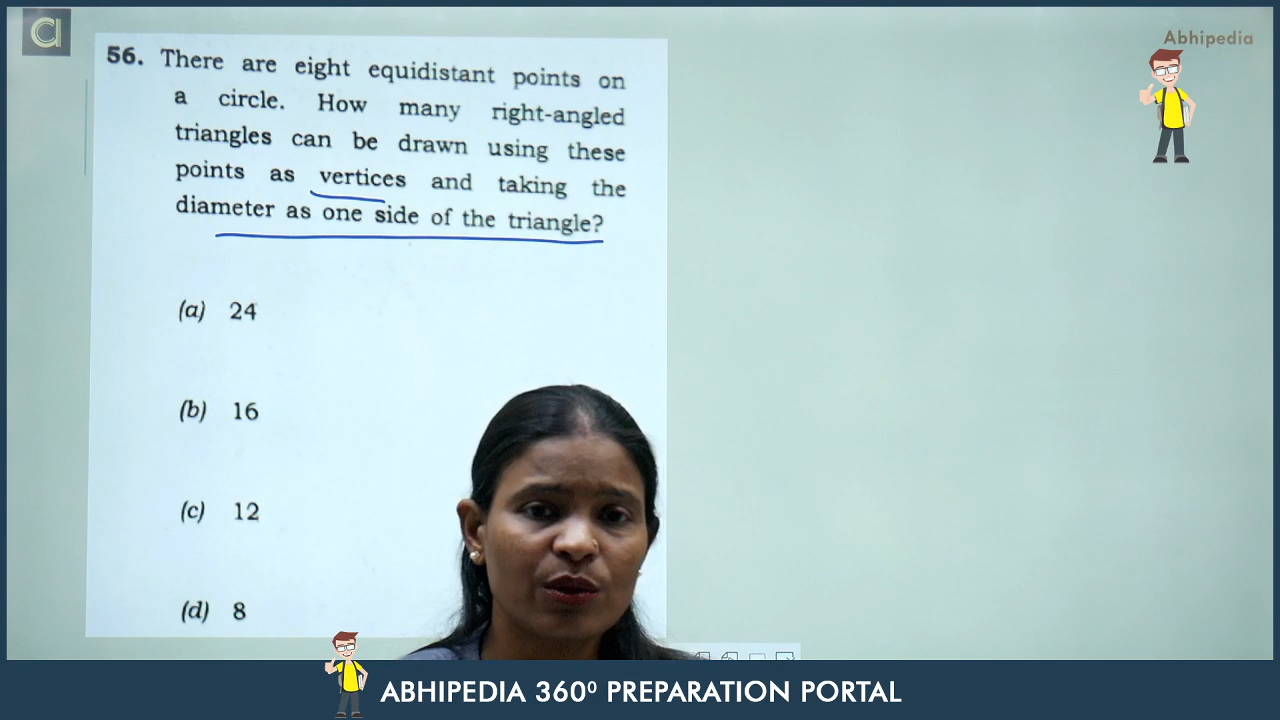 Abhipedia
56. There are eight equidistant points on
a circle. How many right-angled
triangles can be drawn using these
points as vertices and taking the
diameter as one side of the triangle?
(a) 24
(b) 16
(c) 12
(d) 8
ABHIPEDIA 360⁰ PREPARATION PORTAL